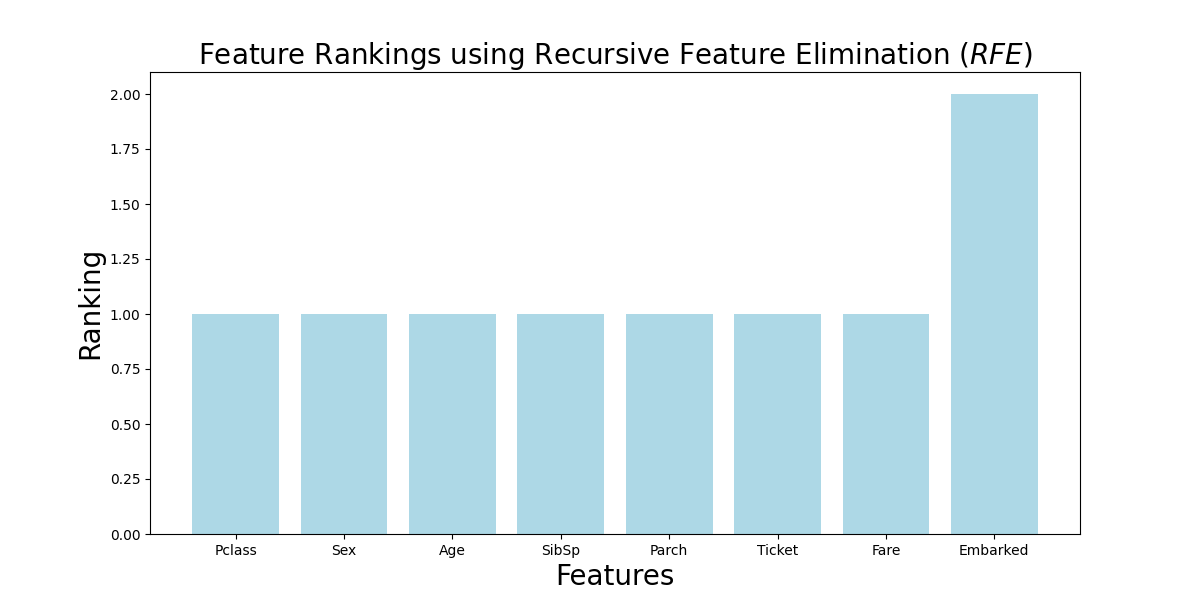 Feature Rankings using Recursive Feature Elimination (RFE)
2.00
1.75
1.50
1.25
1.00
0.75
0.50
0.25
0.00
Ranking
Pclass Sex Age SibSp Parch Ticket Fare Embarked
Features